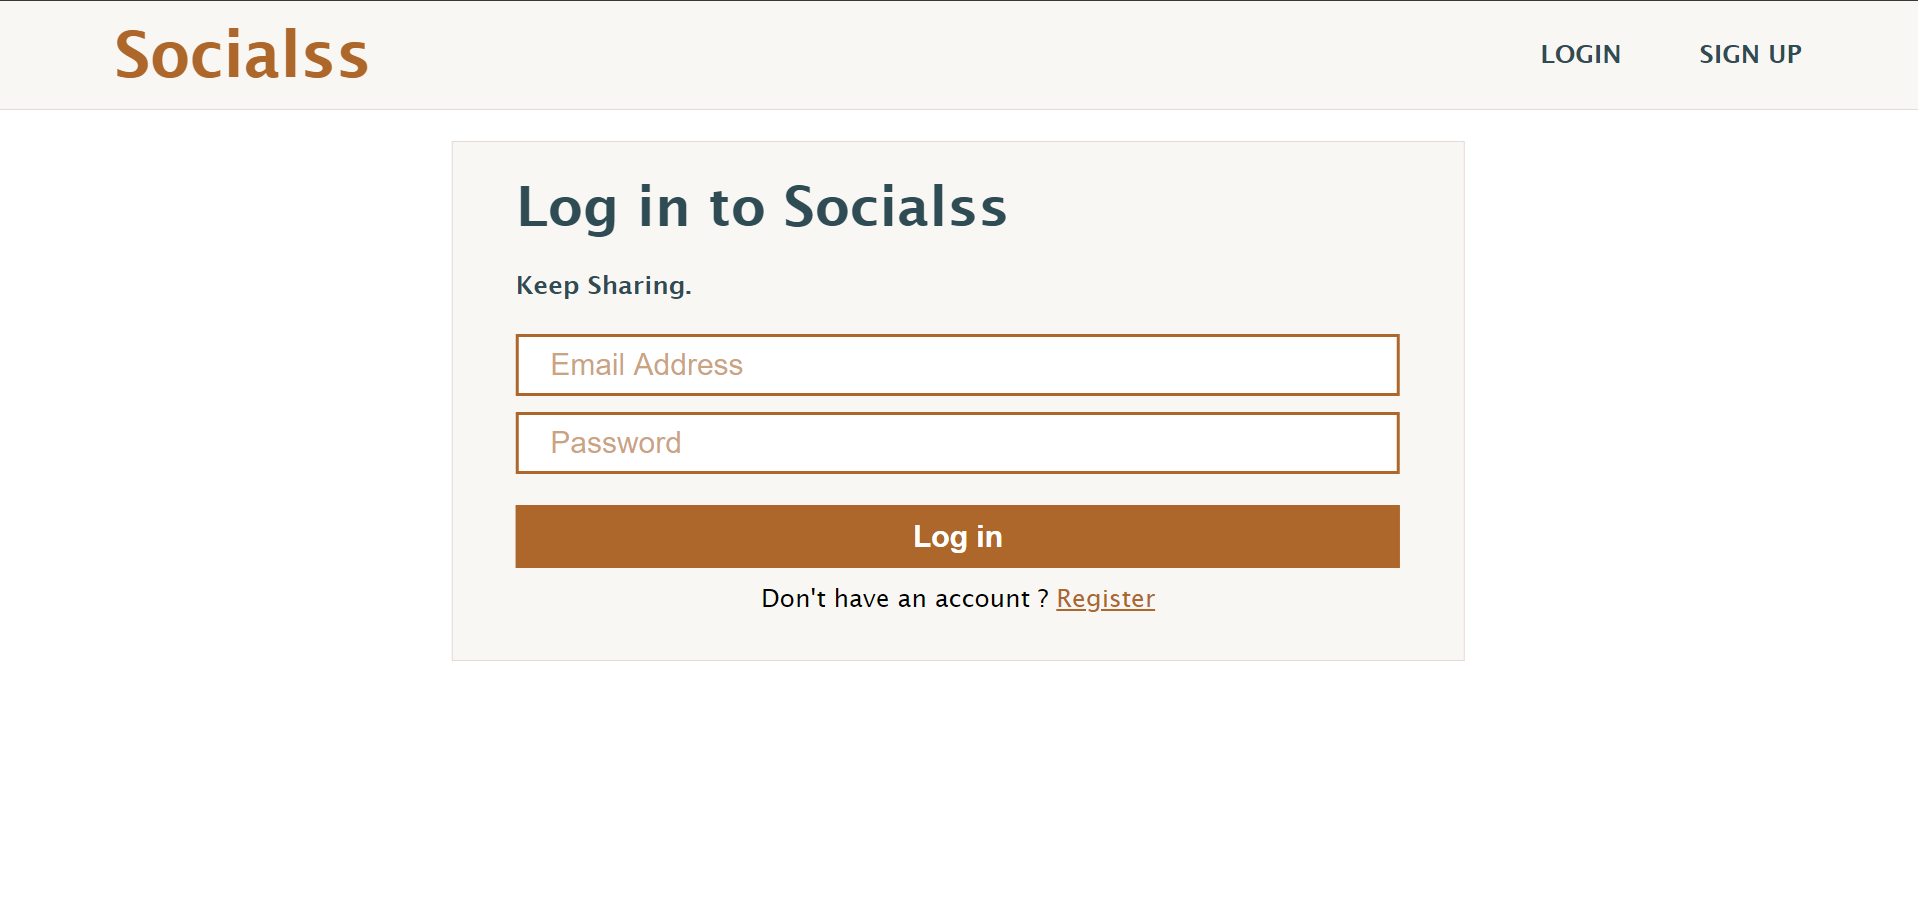 Socialss
LOGIN SIGN UP
Log in to Socialss
Keep Sharing.
Email Address
Password
Log in
Don't have an account ? Register